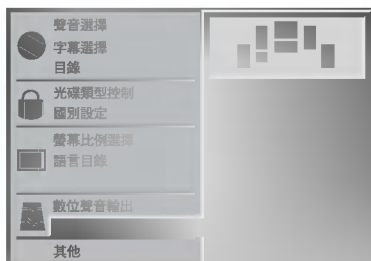 聲音選擇
字幕選擇
目錄
光碟類型控制
國別設定
螢幕比例選擇
語言目錄
數位聲音輸出
其他